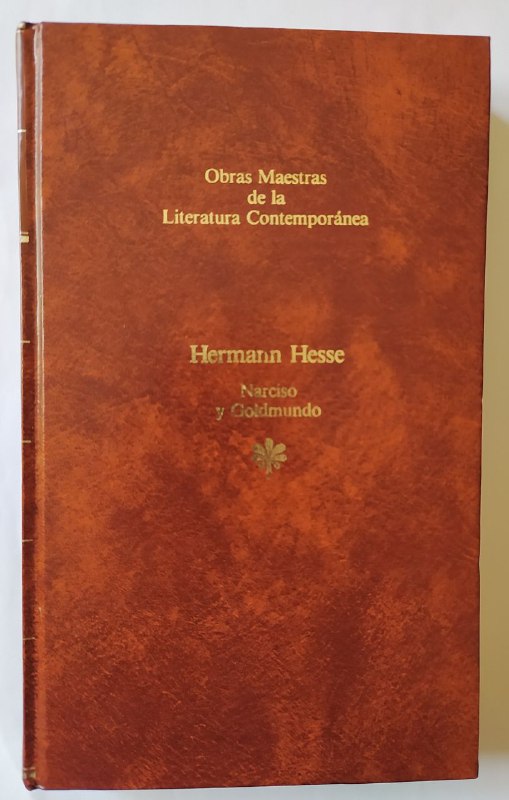 Obras Maestras
de la
Literatura Contemporánea
Hermann Hesse
Narciso
y Goldmundo